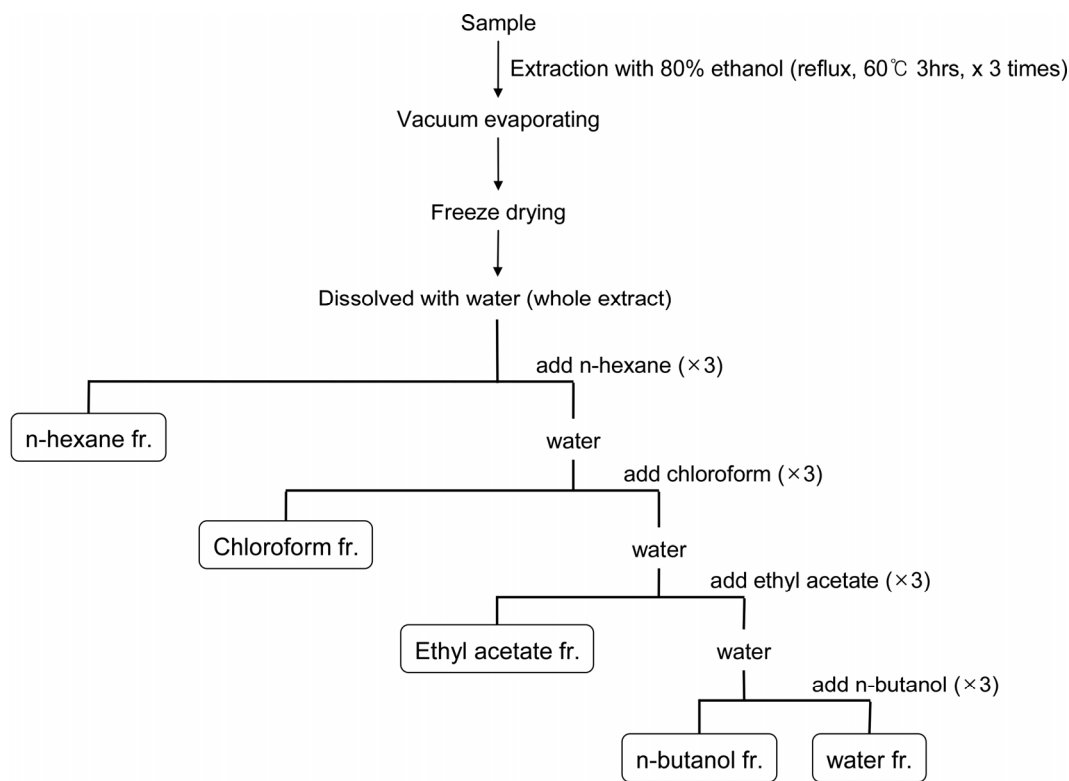 Sample
Extraction with 80% ethanol (reflux, 60℃ 3hrs, x 3 times)
Vacuum evaporating
Freeze drying
Dissolved with water (whole extract)
add n-hexane (×3)
n-hexane fr.
water
add chloroform (×3)
Chloroform fr.
water
add ethyl acetate (×3)
Ethyl acetate fr.
water
add n-butanol (×3)
n-butanol fr.
water fr.